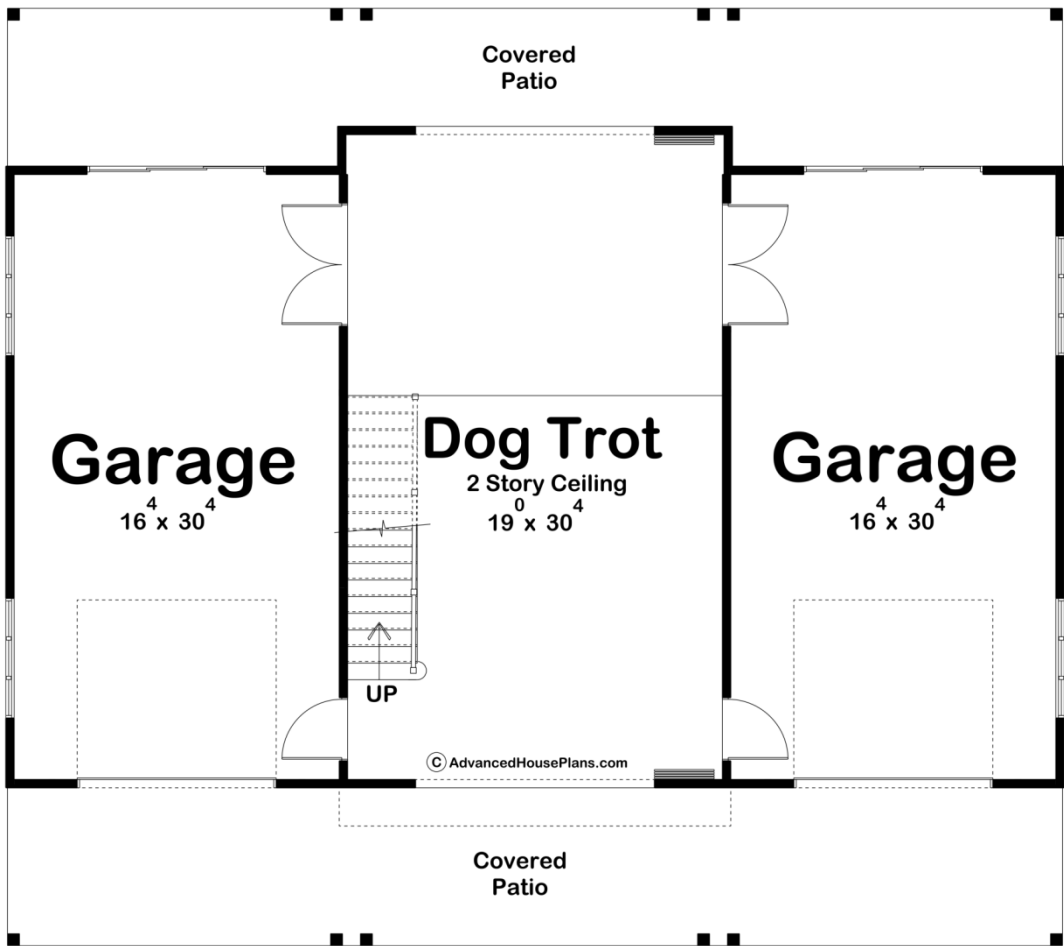 Covered
Patio
Garage
16⁴ x 30⁴
Dog Trot
2 Story Ceiling
19⁰ x 30⁴
Garage
16⁴ x 30⁴
UP
© AdvancedHousePlans.com
Covered
Patio